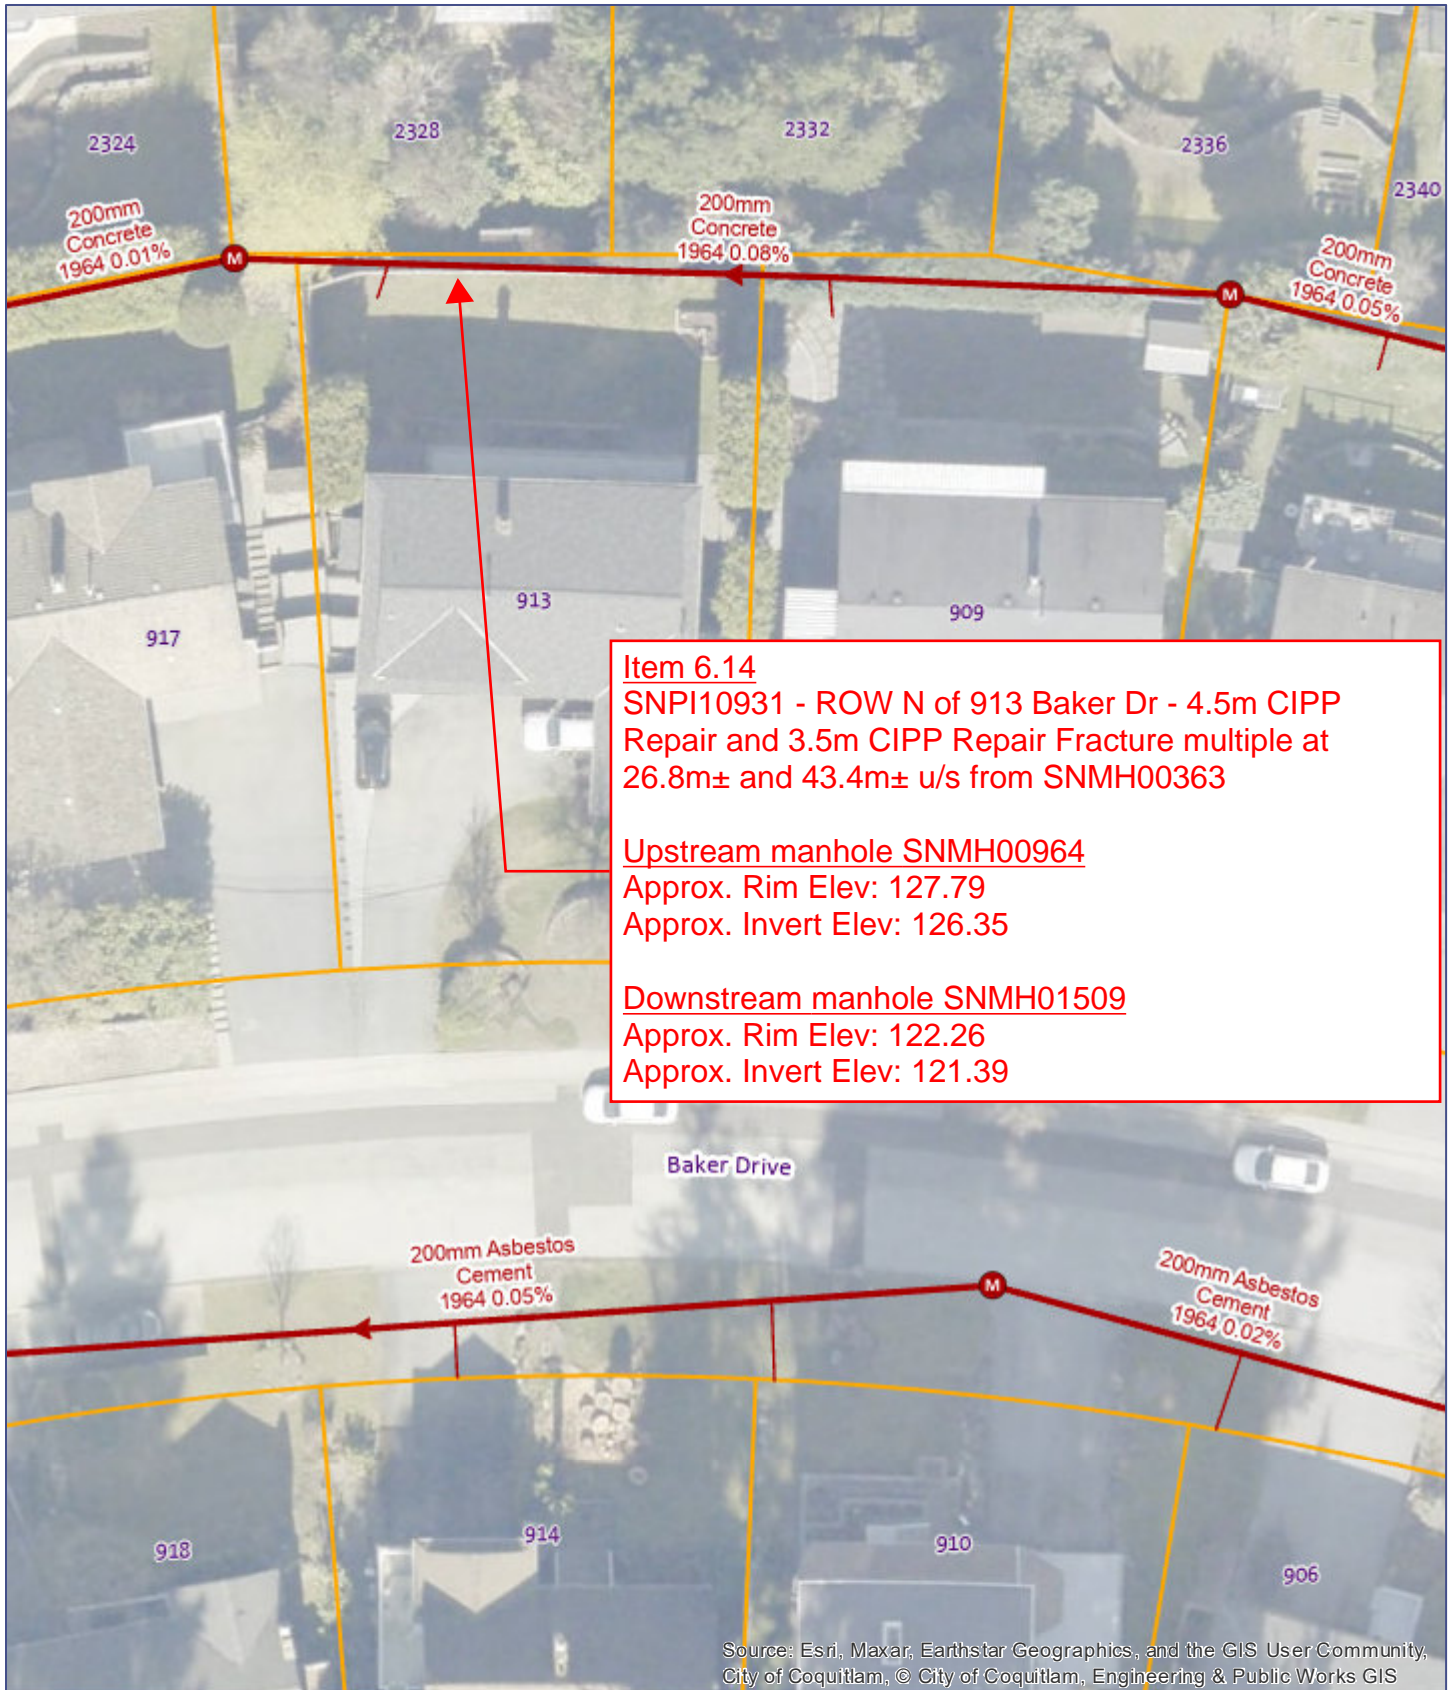 2324
2328
2332
2336
2340
200mm
Concrete
1964 0.01%
M
200mm
Concrete
1964 0.08%
M
200mm
Concrete
1964 0.05%
917
913
909
Item 6.14
SNPI10931 - ROW N of 913 Baker Dr - 4.5m CIPP
Repair and 3.5m CIPP Repair Fracture multiple at
26.8m± and 43.4m± u/s from SNMH00363
Upstream manhole SNMH00964
Approx. Rim Elev: 127.79
Approx. Invert Elev: 126.35
Downstream manhole SNMH01509
Approx. Rim Elev: 122.26
Approx. Invert Elev: 121.39
Baker Drive
200mm Asbestos
Cement
1964 0.05%
M
200mm Asbestos
Cement
1964 0.02%
918
914
910
906
Source: Esri, Maxar, Earthstar Geographics, and the GIS User Community,
City of Coquitlam, © City of Coquitlam, Engineering & Public Works GIS